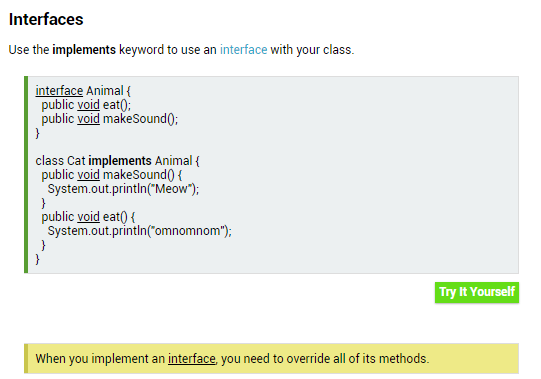 Interfaces
Use the implements keyword to use an interface with your class.
interface Animal {
public void eat();
public void makeSound();
}
class Cat implements Animal {
public void makeSound() {
System.out.println("Meow");
}
public void eat() {
System.out.println("omnomnom");
}
}
Try It Yourself
When you implement an interface, you need to override all of its methods.